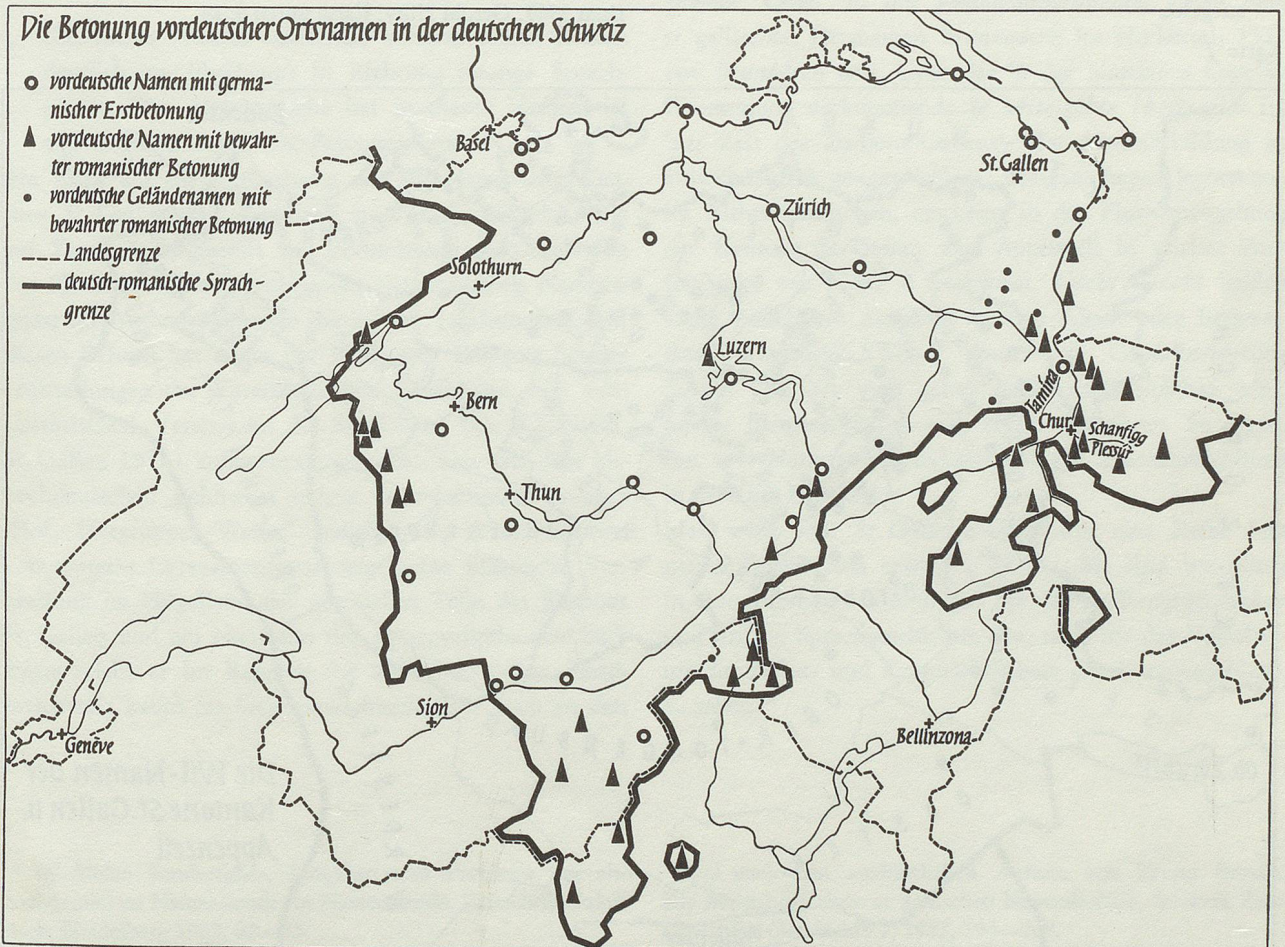 Die Betonung vordeutscher Ortsnamen in der deutschen Schweiz
vordeutsche Namen mit germa-
nischer Erstbetonung
vordeutsche Namen mit bewahr-
ter romanischer Betonung
vordeutsche Geländenamen mit
bewahrter romanischer Betonung
Landesgrenze
deutsch-romanische Sprach-
grenze
Basel
St.Gallen
Zürich
Solothurn
Luzern
Bern
Tamina
Chur
Schanfigg
Plessur
Thun
Sion
Genève
Bellinzona